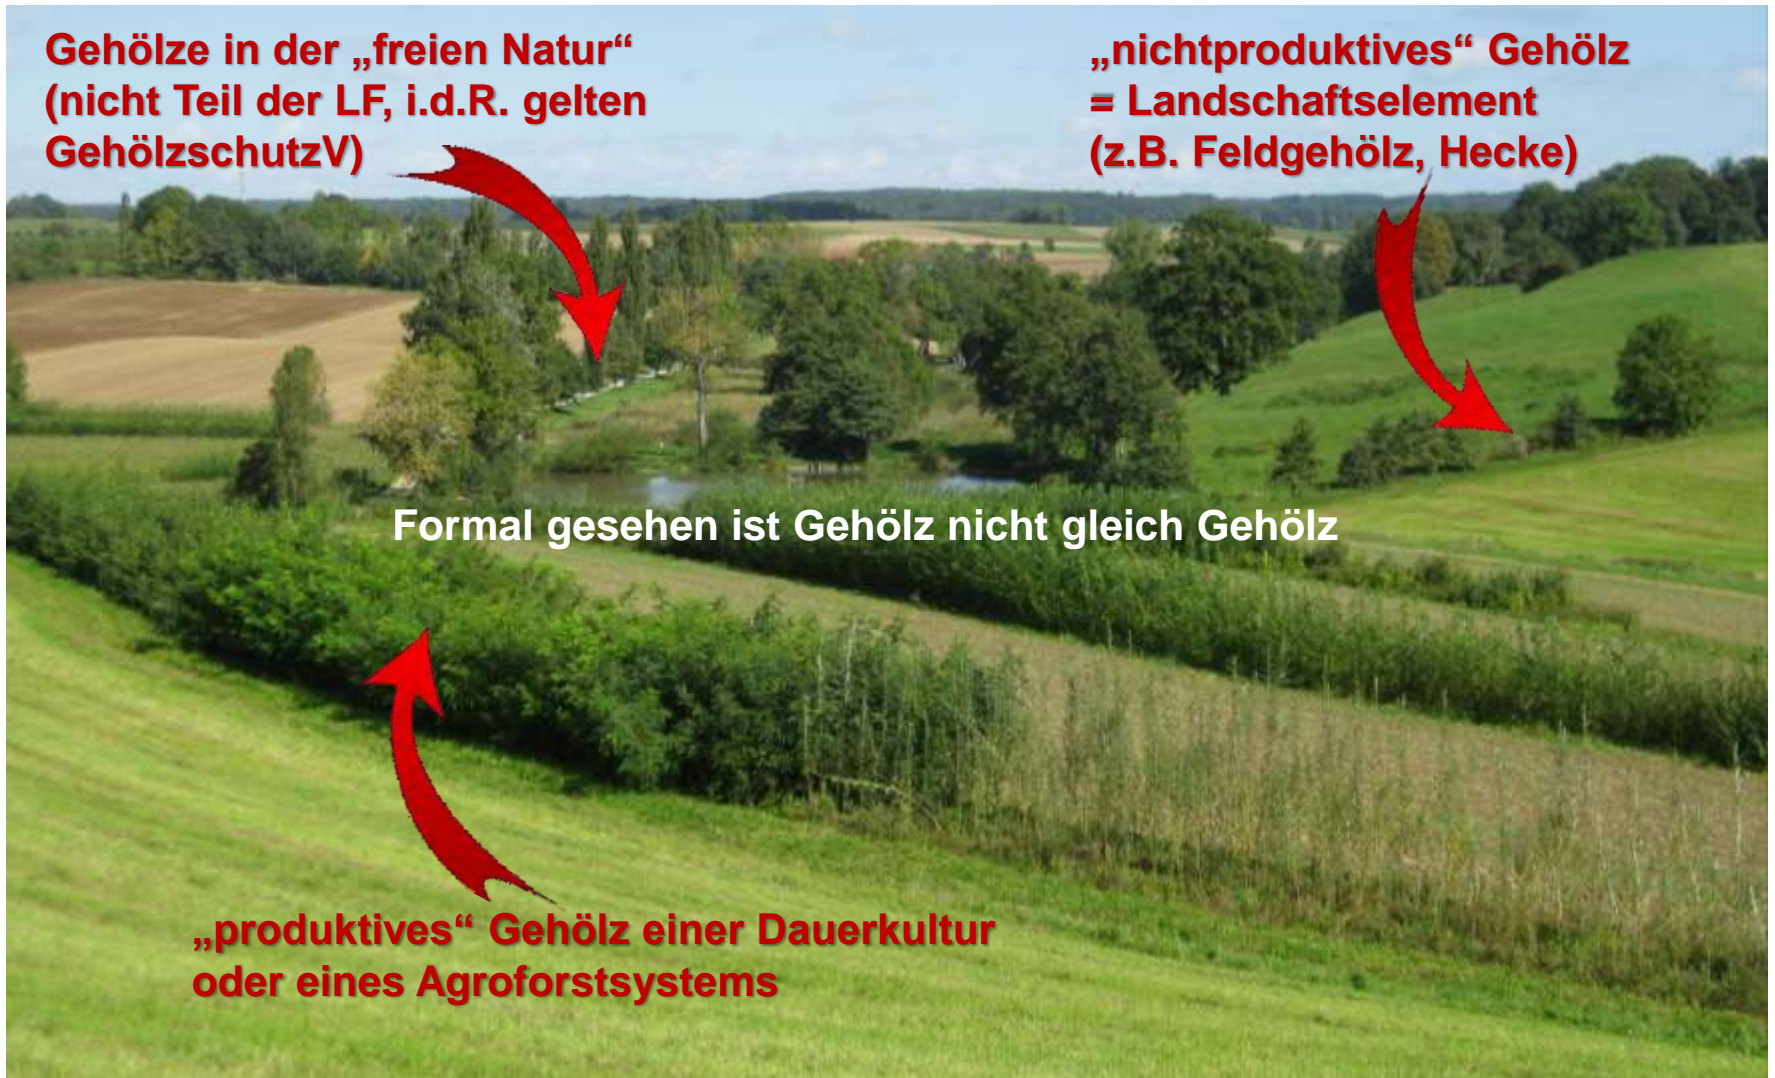 Gehölze in der „freien Natur“
(nicht Teil der LF, i.d.R. gelten
GehölzschutzV)
„nichtproduktives“ Gehölz
= Landschaftselement
(z.B. Feldgehölz, Hecke)
Formal gesehen ist Gehölz nicht gleich Gehölz
„produktives“ Gehölz einer Dauerkultur
oder eines Agroforstsystems